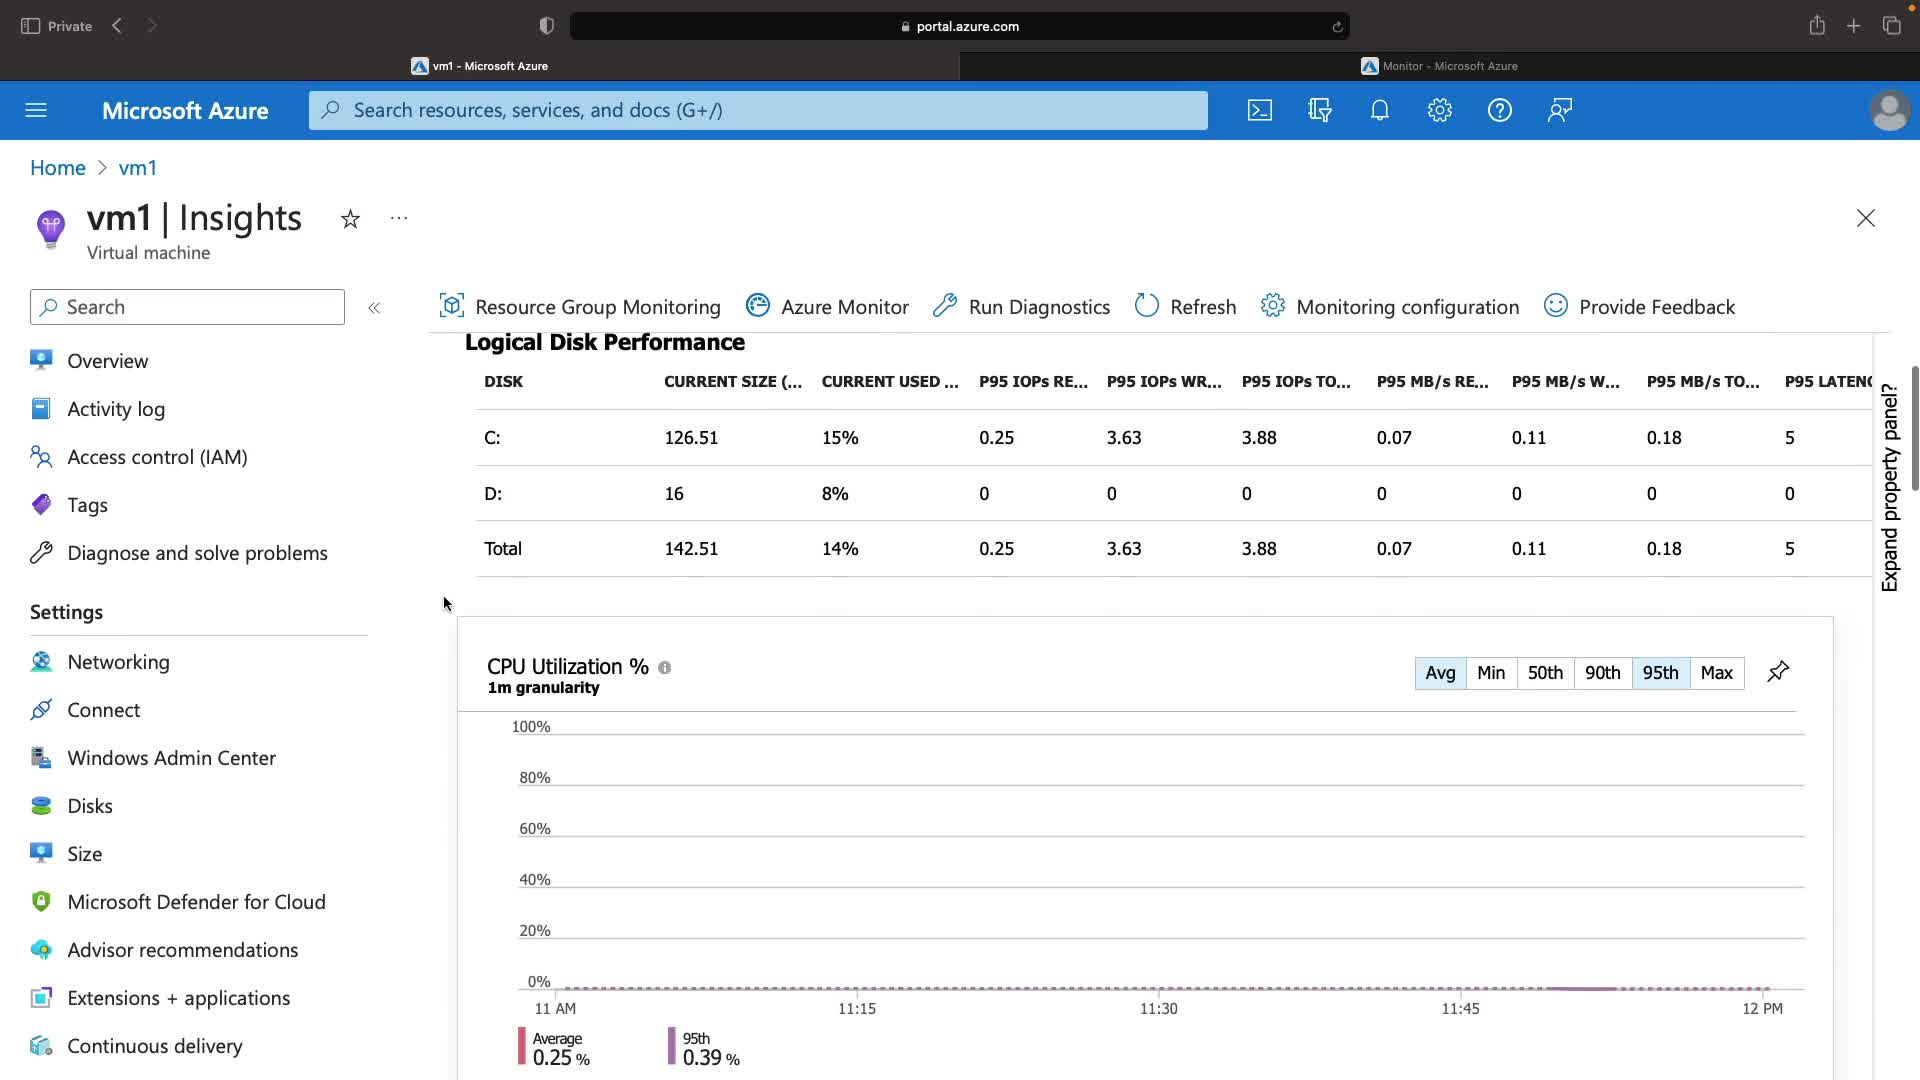 Private
portal.azure.com
vm1 - Microsoft Azure
Monitor - Microsoft Azure
Microsoft Azure
Search resources, services, and docs (G+/)
Home > vm1
vm1 | Insights
Virtual machine
Search
Overview
Activity log
Access control (IAM)
Tags
Diagnose and solve problems
Settings
Networking
Connect
Windows Admin Center
Disks
Size
Microsoft Defender for Cloud
Advisor recommendations
Extensions + applications
Continuous delivery
Resource Group Monitoring Azure Monitor Run Diagnostics Refresh Monitoring configuration Provide Feedback
Logical Disk Performance
DISK CURRENT SIZE (... CURRENT USED ... P95 IOPs RE... P95 IOPs WR... P95 IOPs TO... P95 MB/s RE... P95 MB/s W... P95 MB/s TO... P95 LATENC
C: 126.51 15% 0.25 3.63 3.88 0.07 0.11 0.18 5
D: 16 8% 0 0 0 0 0 0 0
Total 142.51 14% 0.25 3.63 3.88 0.07 0.11 0.18 5
Expand property panel?
CPU Utilization %
1m granularity
Avg Min 50th 90th 95th Max
100%
80%
60%
40%
20%
0%
11 AM 11:15 11:30 11:45 12 PM
Average 95th
0.25 % 0.39 %